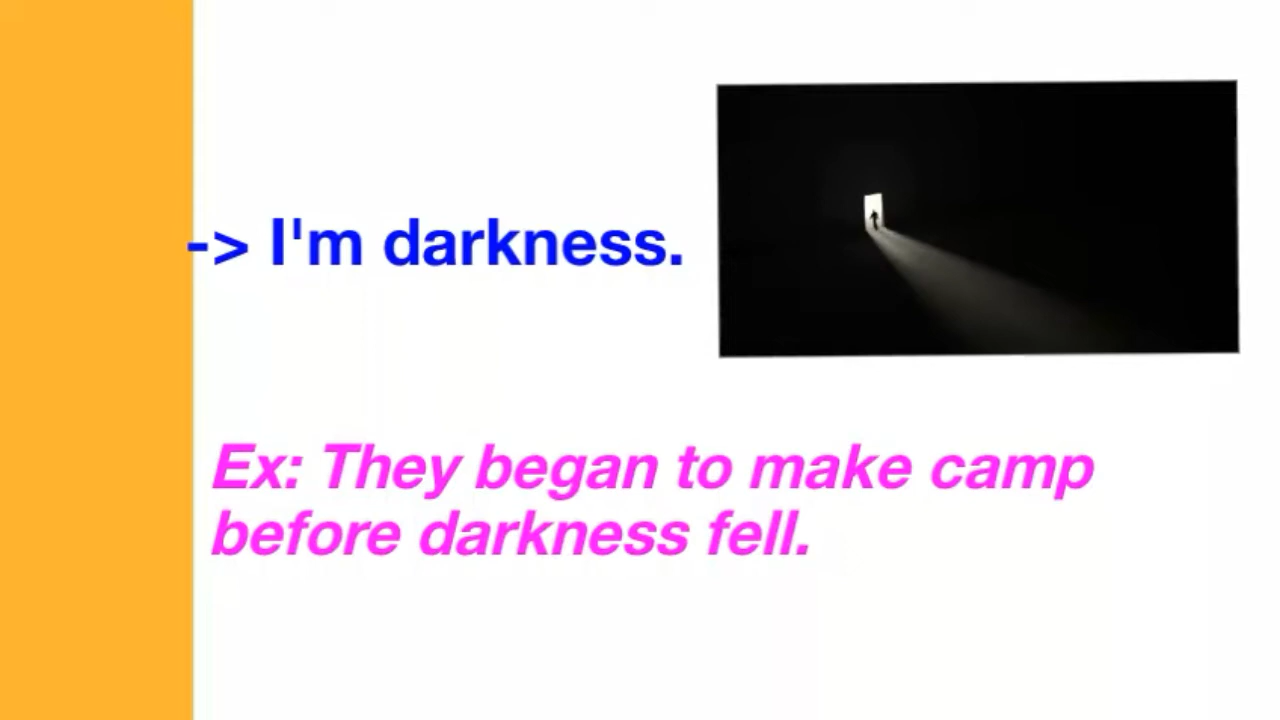 -> I'm darkness.
Ex: They began to make camp
before darkness fell.